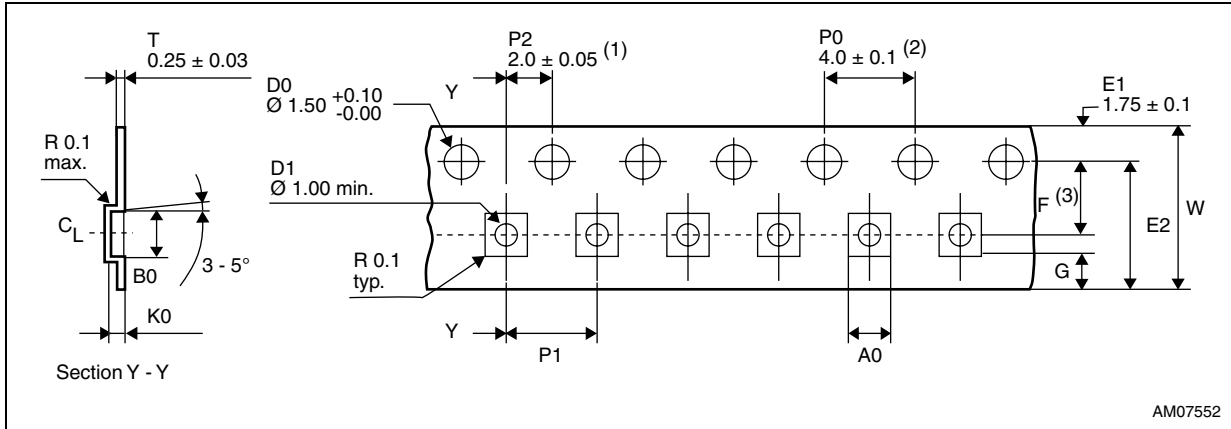 T
0.25 ± 0.03
P2
2.0 ± 0.05 (1)
P0
4.0 ± 0.1 (2)
E1
1.75 ± 0.1
D0
Ø 1.50 +0.10
-0.00
Y
R 0.1
max.
D1
Ø 1.00 min.
F (3)
E2
W
CL
R 0.1
typ.
B0
3 - 5°
G
K0
Y
P1
A0
Section Y - Y
AM07552